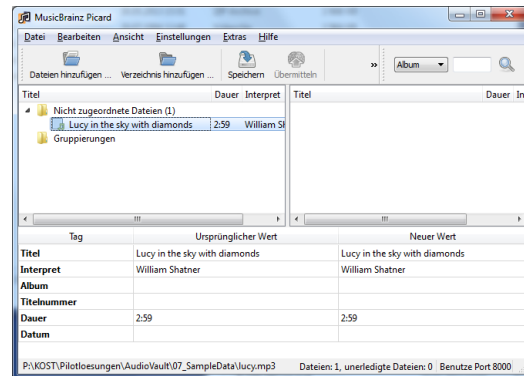 MusicBrainz Picard
Datei Bearbeiten Ansicht Einstellungen Extras Hilfe
Dateien hinzufügen ... Verzeichnis hinzufügen ... Speichern Übermitteln » Album
Titel Dauer Interpret Titel Dauer In
Nicht zugeordnete Dateien (1)
Lucy in the sky with diamonds 2:59 William Sh
Gruppierungen
Tag Ursprünglicher Wert Neuer Wert
Titel Lucy in the sky with diamonds Lucy in the sky with diamonds
Interpret William Shatner William Shatner
Album
Titelnummer
Dauer 2:59 2:59
Datum
P:\KOST\Pilotloesungen\AudioVault\07_SampleData\lucy.mp3 Dateien: 1, unerledigte Dateien: 0 Benutze Port 8000